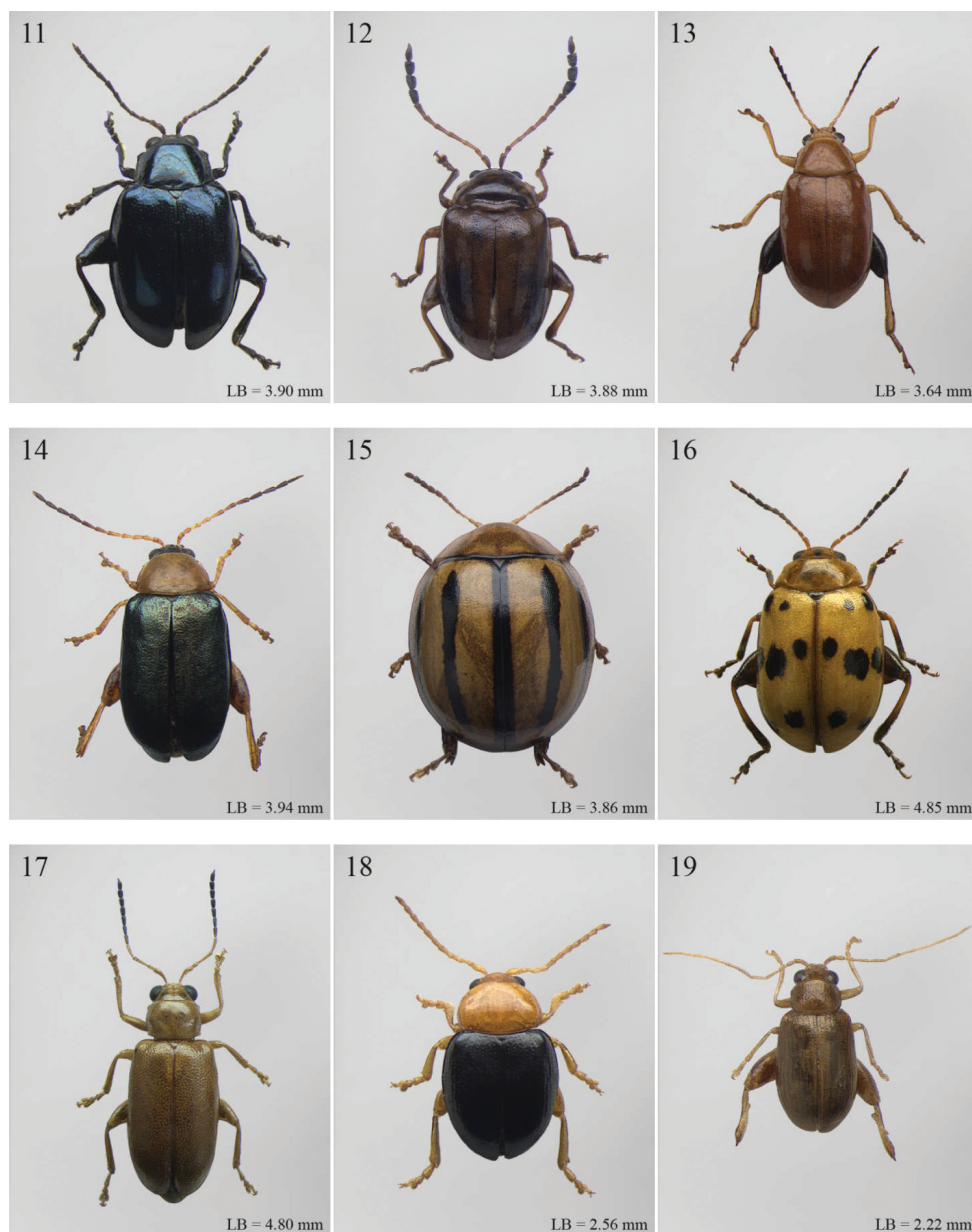 11
12
13
LB = 3.90 mm
LB = 3.88 mm
LB = 3.64 mm
14
15
16
LB = 3.94 mm
LB = 3.86 mm
LB = 4.85 mm
17
18
19
LB = 4.80 mm
LB = 2.56 mm
LB = 2.22 mm